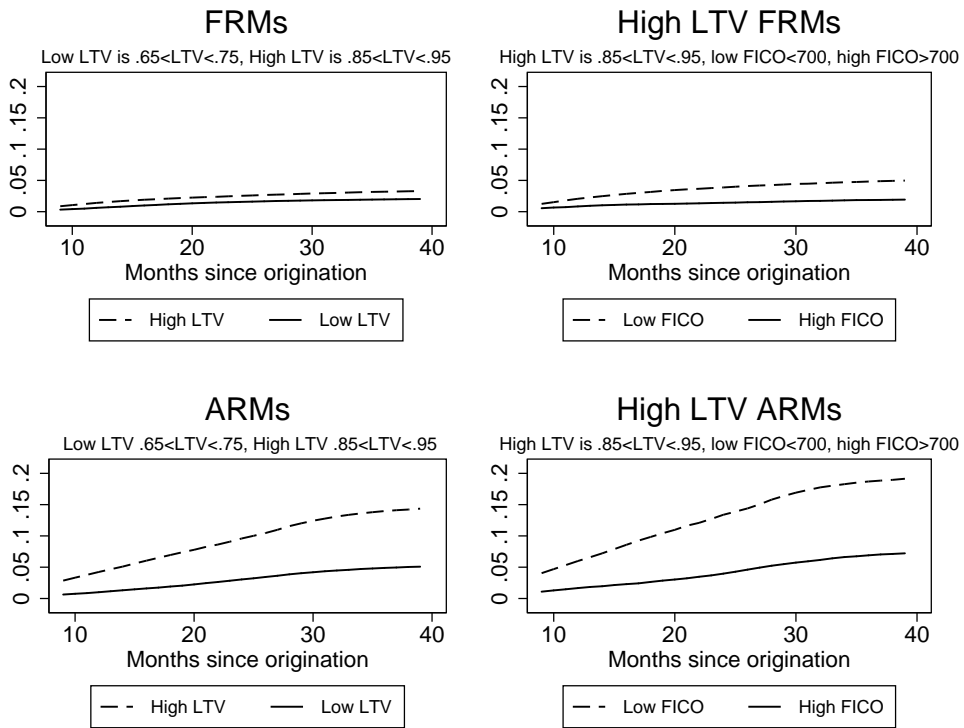 FRMs
Low LTV is .65<LTV<.75, High LTV is .85<LTV<.95
0 .05 .1 .15 .2
10 20 30 40
Months since origination
High LTV Low LTV
High LTV FRMs
High LTV is .85<LTV<.95, low FICO<700, high FICO>700
0 .05 .1 .15 .2
10 20 30 40
Months since origination
Low FICO High FICO
ARMs
Low LTV .65<LTV<.75, High LTV .85<LTV<.95
0 .05 .1 .15 .2
10 20 30 40
Months since origination
High LTV Low LTV
High LTV ARMs
High LTV is .85<LTV<.95, low FICO<700, high FICO>700
0 .05 .1 .15 .2
10 20 30 40
Months since origination
Low FICO High FICO